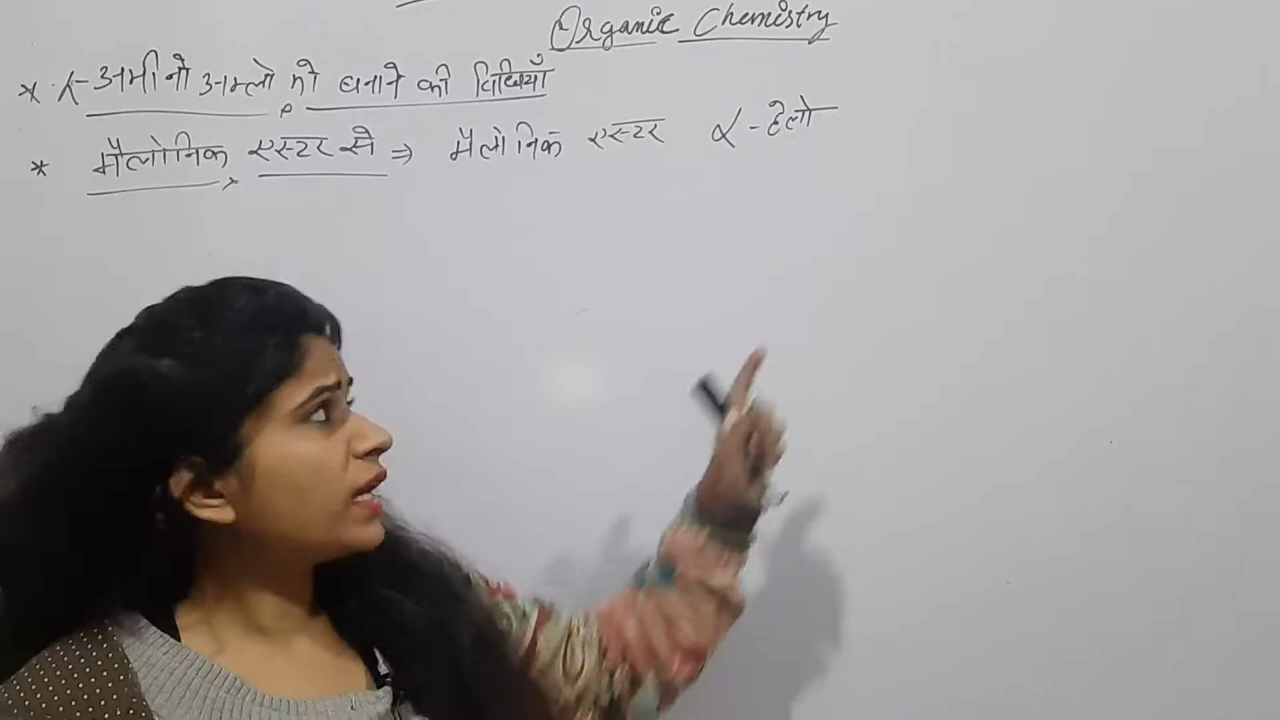 Organic Chemistry
* α-अमीनो अम्लो को बनाने की विधियाँ
* मैलोनिक एस्टर से ⇒ मैलोनिक एस्टर α-हैलो